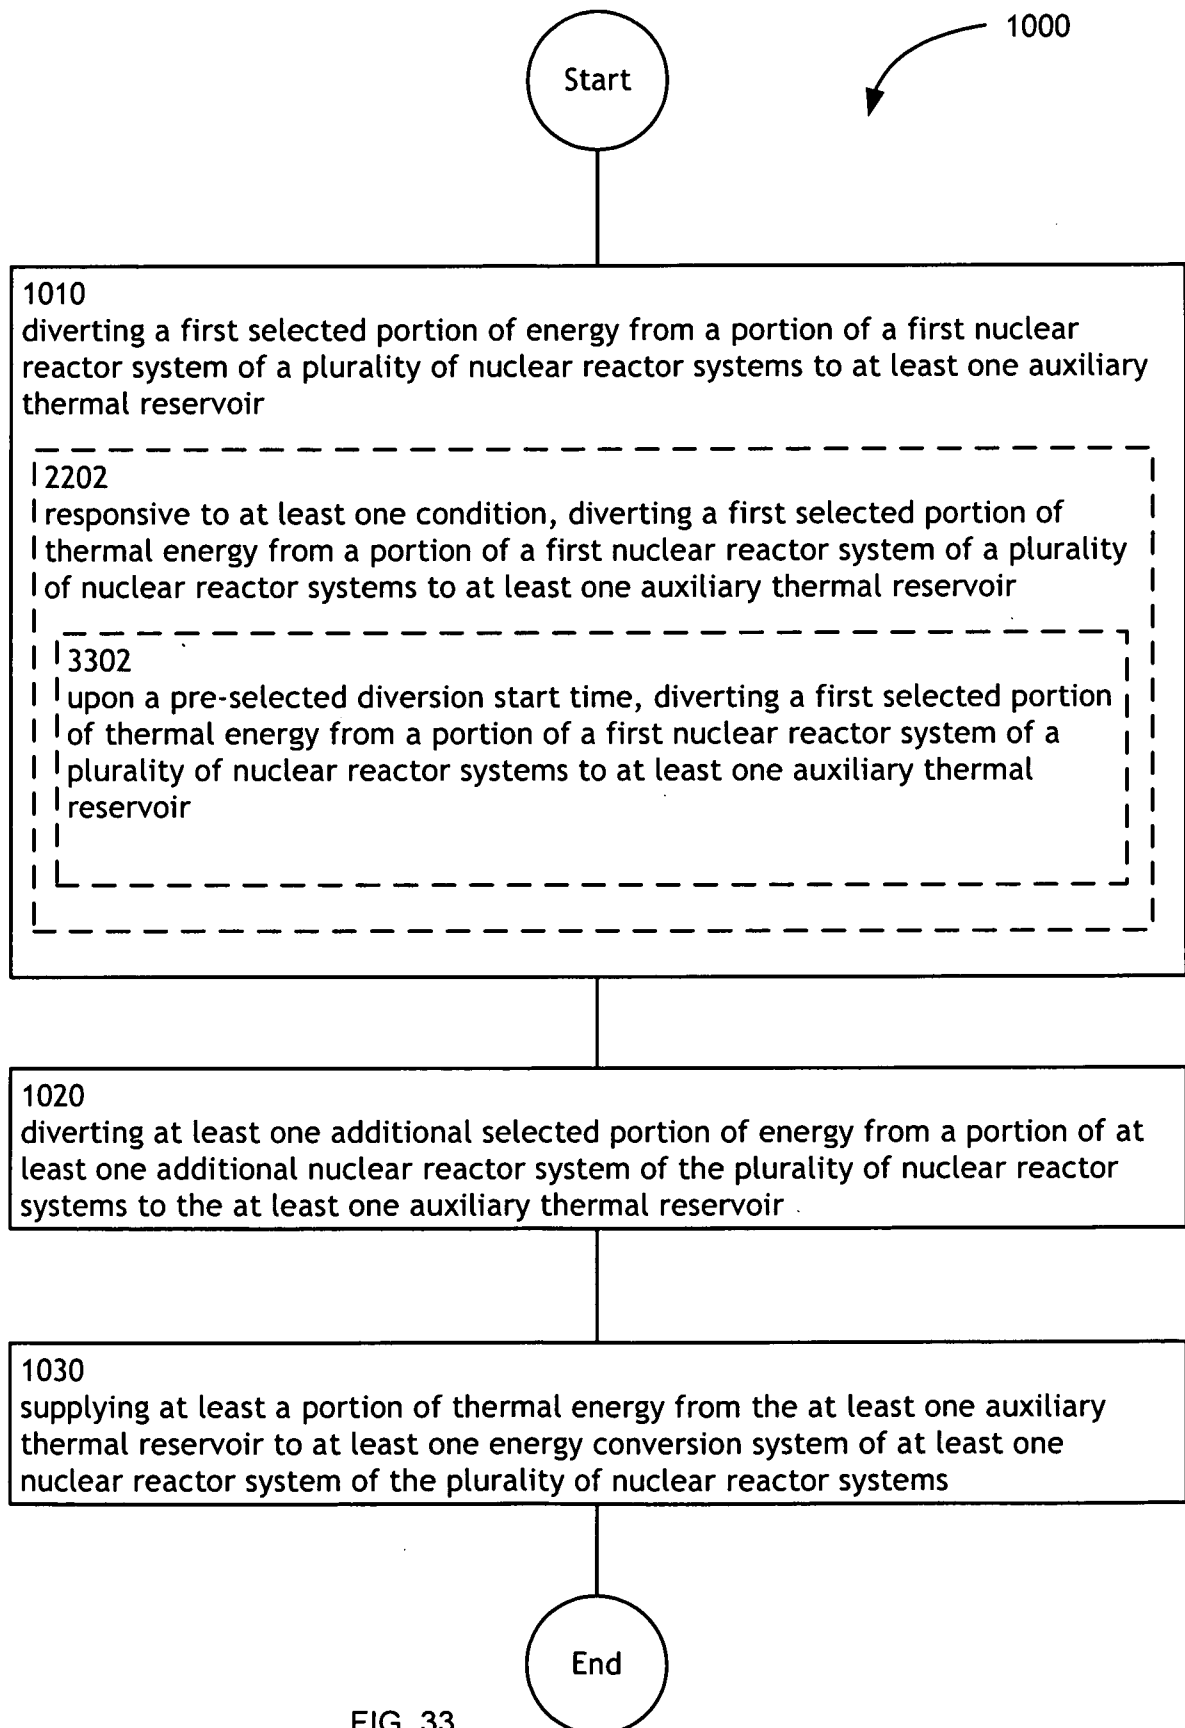 1000
Start
1010
diverting a first selected portion of energy from a portion of a first nuclear
reactor system of a plurality of nuclear reactor systems to at least one auxiliary
thermal reservoir
2202
responsive to at least one condition, diverting a first selected portion of
thermal energy from a portion of a first nuclear reactor system of a plurality
of nuclear reactor systems to at least one auxiliary thermal reservoir
3302
upon a pre-selected diversion start time, diverting a first selected portion
of thermal energy from a portion of a first nuclear reactor system of a
plurality of nuclear reactor systems to at least one auxiliary thermal
reservoir
1020
diverting at least one additional selected portion of energy from a portion of at
least one additional nuclear reactor system of the plurality of nuclear reactor
systems to the at least one auxiliary thermal reservoir
1030
supplying at least a portion of thermal energy from the at least one auxiliary
thermal reservoir to at least one energy conversion system of at least one
nuclear reactor system of the plurality of nuclear reactor systems
End
FIG. 33